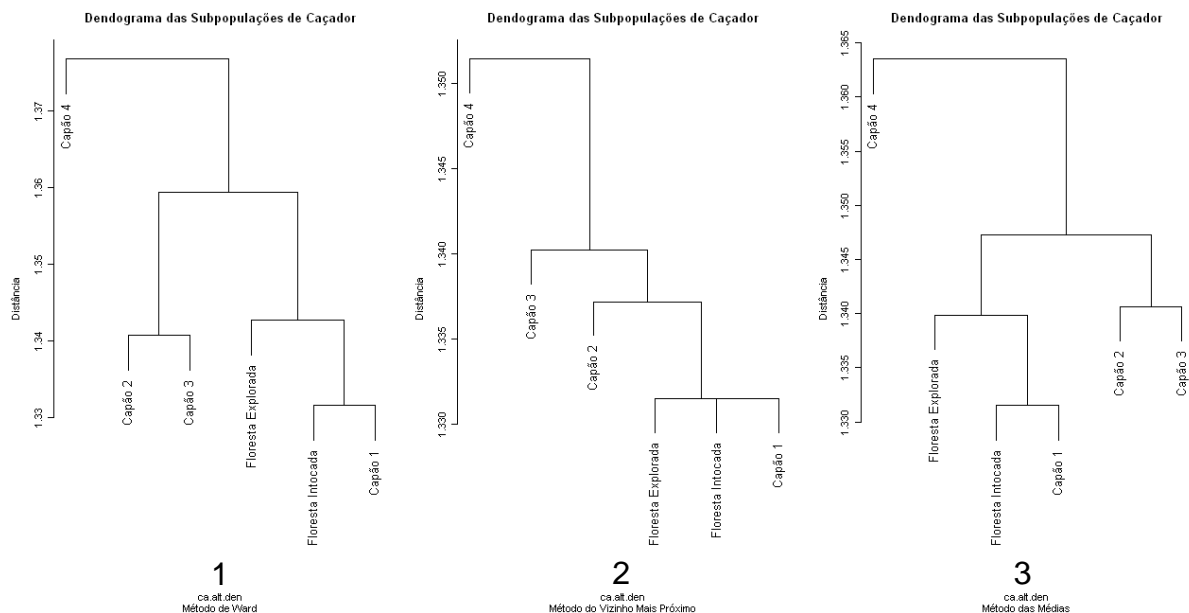 Dendograma das Subpopulações de Caçador
Distância
1.37
1.36
1.35
1.34
1.33
Capão 4
Capão 2
Capão 3
Floresta Explorada
Floresta Intocada
Capão 1
1
ca.alt.den
Método de Ward
Dendograma das Subpopulações de Caçador
Distância
1.350
1.345
1.340
1.335
1.330
Capão 4
Capão 3
Capão 2
Floresta Explorada
Floresta Intocada
Capão 1
2
ca.alt.den
Método do Vizinho Mais Próximo
Dendograma das Subpopulações de Caçador
Distância
1.365
1.360
1.355
1.350
1.345
1.340
1.335
1.330
Capão 4
Floresta Explorada
Floresta Intocada
Capão 1
Capão 2
Capão 3
3
ca.alt.den
Método das Médias